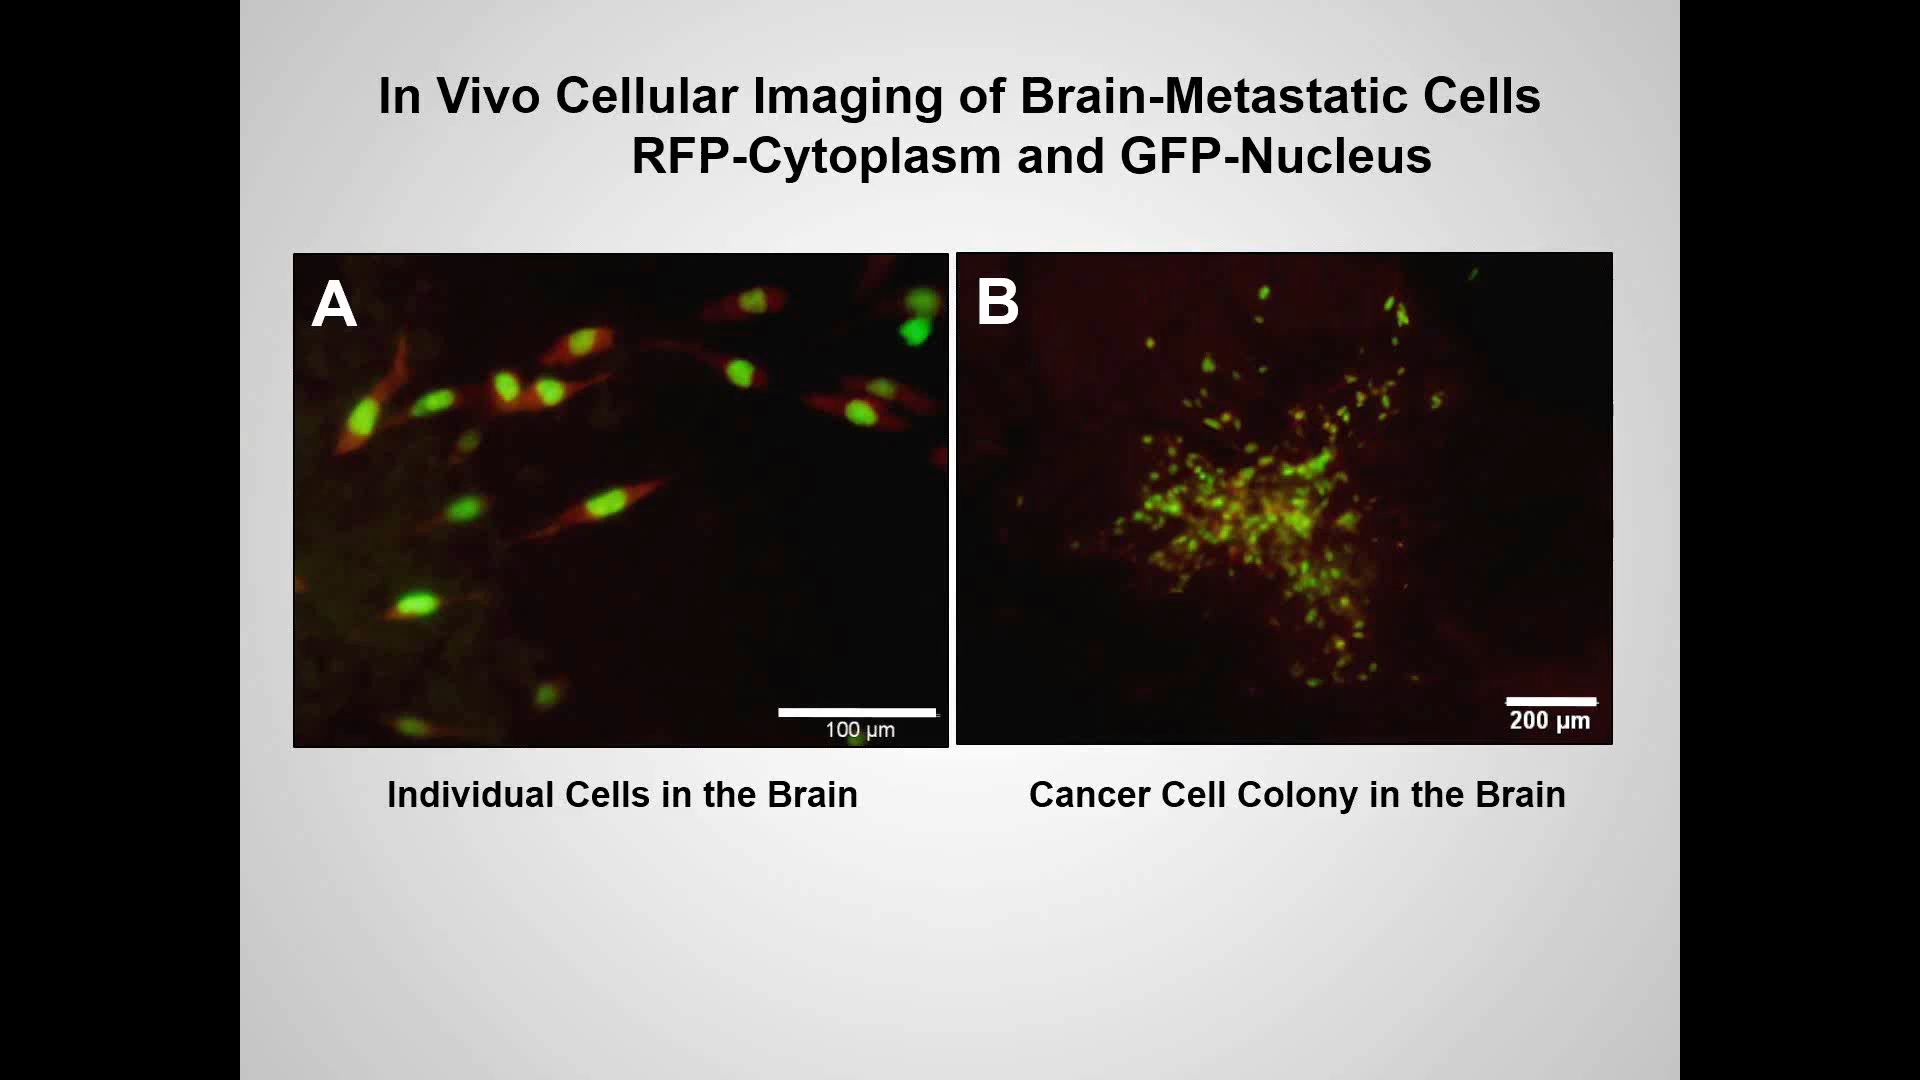 In Vivo Cellular Imaging of Brain-Metastatic Cells
RFP-Cytoplasm and GFP-Nucleus
A
B
100 µm
200 µm
Individual Cells in the Brain
Cancer Cell Colony in the Brain